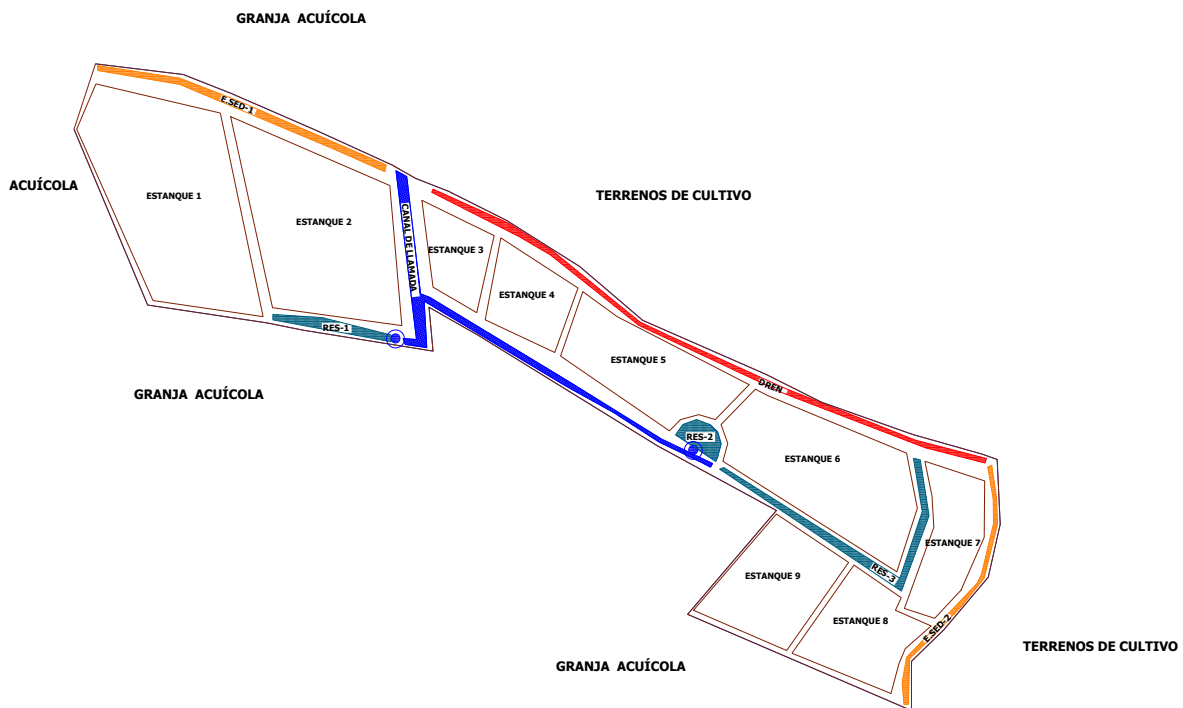 GRANJA ACUÍCOLA
E.SED-1
ACUÍCOLA
ESTANQUE 1
TERRENOS DE CULTIVO
ESTANQUE 2
CANAL DE LLAMADA
ESTANQUE 3
ESTANQUE 4
RES-1
ESTANQUE 5
DREN
GRANJA ACUÍCOLA
RES-2
ESTANQUE 6
ESTANQUE 7
RES-3
ESTANQUE 9
ESTANQUE 8
E.SED-2
TERRENOS DE CULTIVO
GRANJA ACUÍCOLA